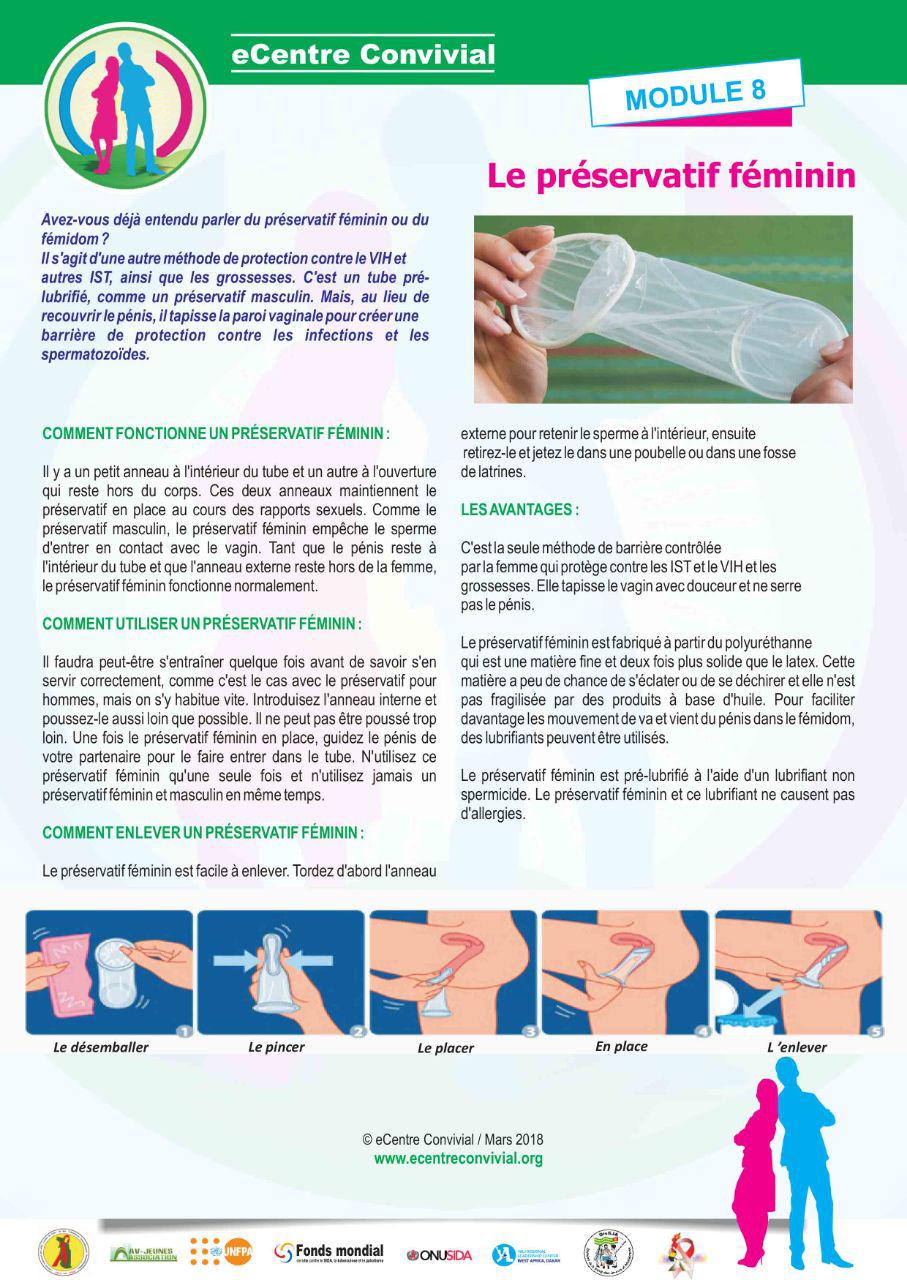 eCentre Convivial
MODULE 8
Le préservatif féminin
Avez-vous déjà entendu parler du préservatif féminin ou du
fémidom ?
Il s'agit d'une autre méthode de protection contre le VIH et
autres IST, ainsi que les grossesses. C'est un tube pré-
lubrifié, comme un préservatif masculin. Mais, au lieu de
recouvrir le pénis, il tapisse la paroi vaginale pour créer une
barrière de protection contre les infections et les
spermatozoïdes.
COMMENT FONCTIONNE UN PRÉSERVATIF FÉMININ :
Il y a un petit anneau à l'intérieur du tube et un autre à l'ouverture
qui reste hors du corps. Ces deux anneaux maintiennent le
préservatif en place au cours des rapports sexuels. Comme le
préservatif masculin, le préservatif féminin empêche le sperme
d'entrer en contact avec le vagin. Tant que le pénis reste à
l'intérieur du tube et que l'anneau externe reste hors de la femme,
le préservatif féminin fonctionne normalement.
COMMENT UTILISER UN PRÉSERVATIF FÉMININ :
Il faudra peut-être s'entraîner quelque fois avant de savoir s'en
servir correctement, comme c'est le cas avec le préservatif pour
hommes, mais on s'y habitue vite. Introduisez l'anneau interne et
poussez-le aussi loin que possible. Il ne peut pas être poussé trop
loin. Une fois le préservatif féminin en place, guidez le pénis de
votre partenaire pour le faire entrer dans le tube. N'utilisez ce
préservatif féminin qu'une seule fois et n'utilisez jamais un
préservatif féminin et masculin en même temps.
COMMENT ENLEVER UN PRÉSERVATIF FÉMININ :
Le préservatif féminin est facile à enlever. Tordez d'abord l'anneau
externe pour retenir le sperme à l'intérieur, ensuite
retirez-le et jetez le dans une poubelle ou dans une fosse
de latrines.
LES AVANTAGES :
C'est la seule méthode de barrière contrôlée
par la femme qui protège contre les IST et le VIH et les
grossesses. Elle tapisse le vagin avec douceur et ne serre
pas le pénis.
Le préservatif féminin est fabriqué à partir du polyuréthanne
qui est une matière fine et deux fois plus solide que le latex. Cette
matière a peu de chance de s'éclater ou de se déchirer et elle n'est
pas fragilisée par des produits à base d'huile. Pour faciliter
davantage les mouvement de va et vient du pénis dans le fémidom,
des lubrifiants peuvent être utilisés.
Le préservatif féminin est pré-lubrifié à l'aide d'un lubrifiant non
spermicide. Le préservatif féminin et ce lubrifiant ne causent pas
d'allergies.
1 2 3 4 5
Le désemballer Le pincer Le placer En place L 'enlever
© eCentre Convivial / Mars 2018
www.ecentreconvivial.org
AV-JEUNES
ASSOCIATION
UNFPA
Fonds mondial
ONUSIDA
YALI REGIONAL
LEADERSHIP CENTER
WEST AFRICA, DAKAR